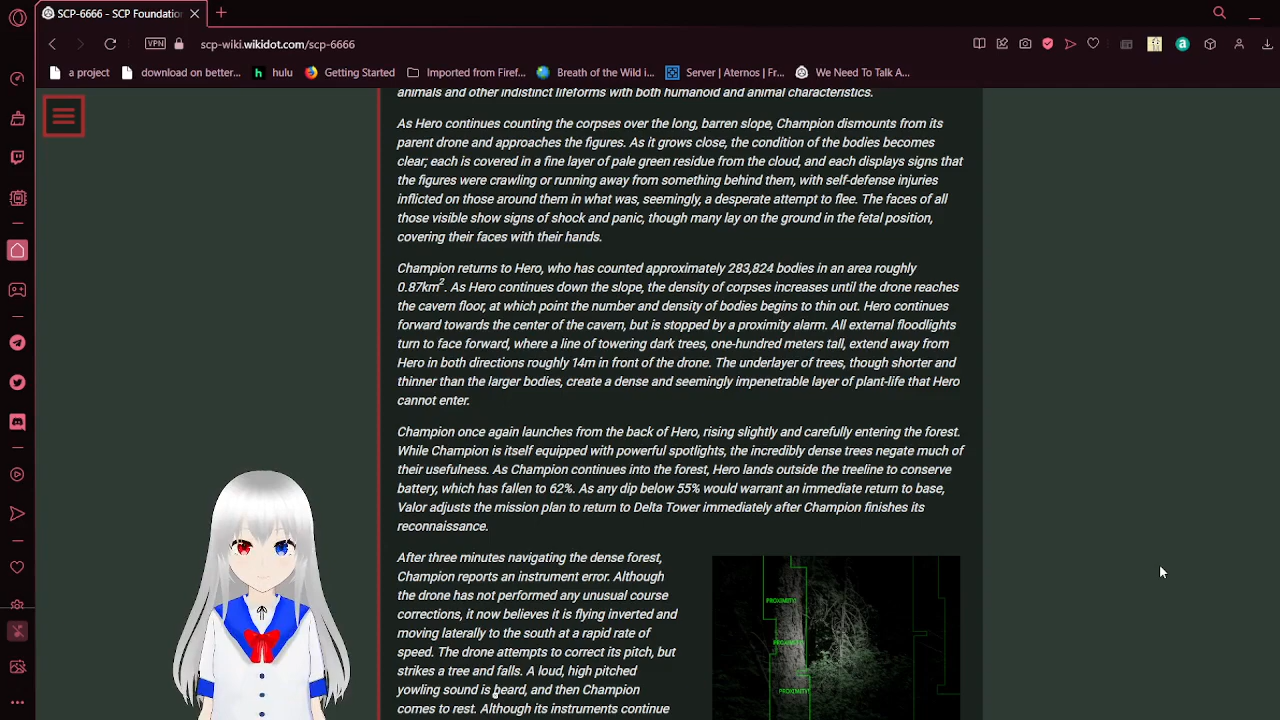 SCP-6666 - SCP Foundation
VPN
scp-wiki.wikidot.com/scp-6666
a project
download on better...
hulu
Getting Started
Imported from Firef...
Breath of the Wild i...
Server | Aternos | Fr...
We Need To Talk A...
animals and other indistinct lifeforms with both humanoid and animal characteristics.
As Hero continues counting the corpses over the long, barren slope, Champion dismounts from its
parent drone and approaches the figures. As it grows close, the condition of the bodies becomes
clear; each is covered in a fine layer of pale green residue from the cloud, and each displays signs that
the figures were crawling or running away from something behind them, with self-defense injuries
inflicted on those around them in what was, seemingly, a desperate attempt to flee. The faces of all
those visible show signs of shock and panic, though many lay on the ground in the fetal position,
covering their faces with their hands.
Champion returns to Hero, who has counted approximately 283,824 bodies in an area roughly
0.87km². As Hero continues down the slope, the density of corpses increases until the drone reaches
the cavern floor, at which point the number and density of bodies begins to thin out. Hero continues
forward towards the center of the cavern, but is stopped by a proximity alarm. All external floodlights
turn to face forward, where a line of towering dark trees, one-hundred meters tall, extend away from
Hero in both directions roughly 14m in front of the drone. The underlayer of trees, though shorter and
thinner than the larger bodies, create a dense and seemingly impenetrable layer of plant-life that Hero
cannot enter.
Champion once again launches from the back of Hero, rising slightly and carefully entering the forest.
While Champion is itself equipped with powerful spotlights, the incredibly dense trees negate much of
their usefulness. As Champion continues into the forest, Hero lands outside the treeline to conserve
battery, which has fallen to 62%. As any dip below 55% would warrant an immediate return to base,
Valor adjusts the mission plan to return to Delta Tower immediately after Champion finishes its
reconnaissance.
After three minutes navigating the dense forest,
Champion reports an instrument error. Although
the drone has not performed any unusual course
corrections, it now believes it is flying inverted and
moving laterally to the south at a rapid rate of
speed. The drone attempts to correct its pitch, but
strikes a tree and falls. A loud, high pitched
yowling sound is heard, and then Champion
comes to rest. Although its instruments continue
PROXIMITY
PROXIMITY
PROXIMITY